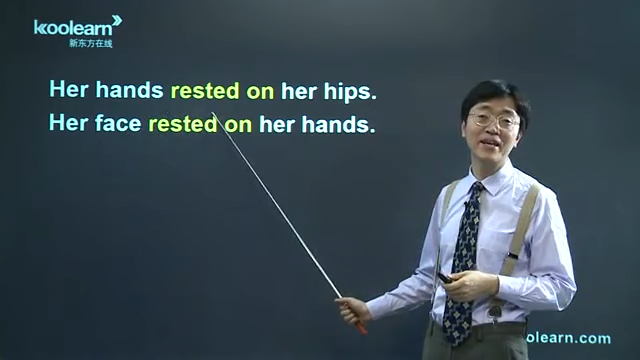 koolearn
新东方在线
Her hands rested on her hips.
Her face rested on her hands.
olearn.com